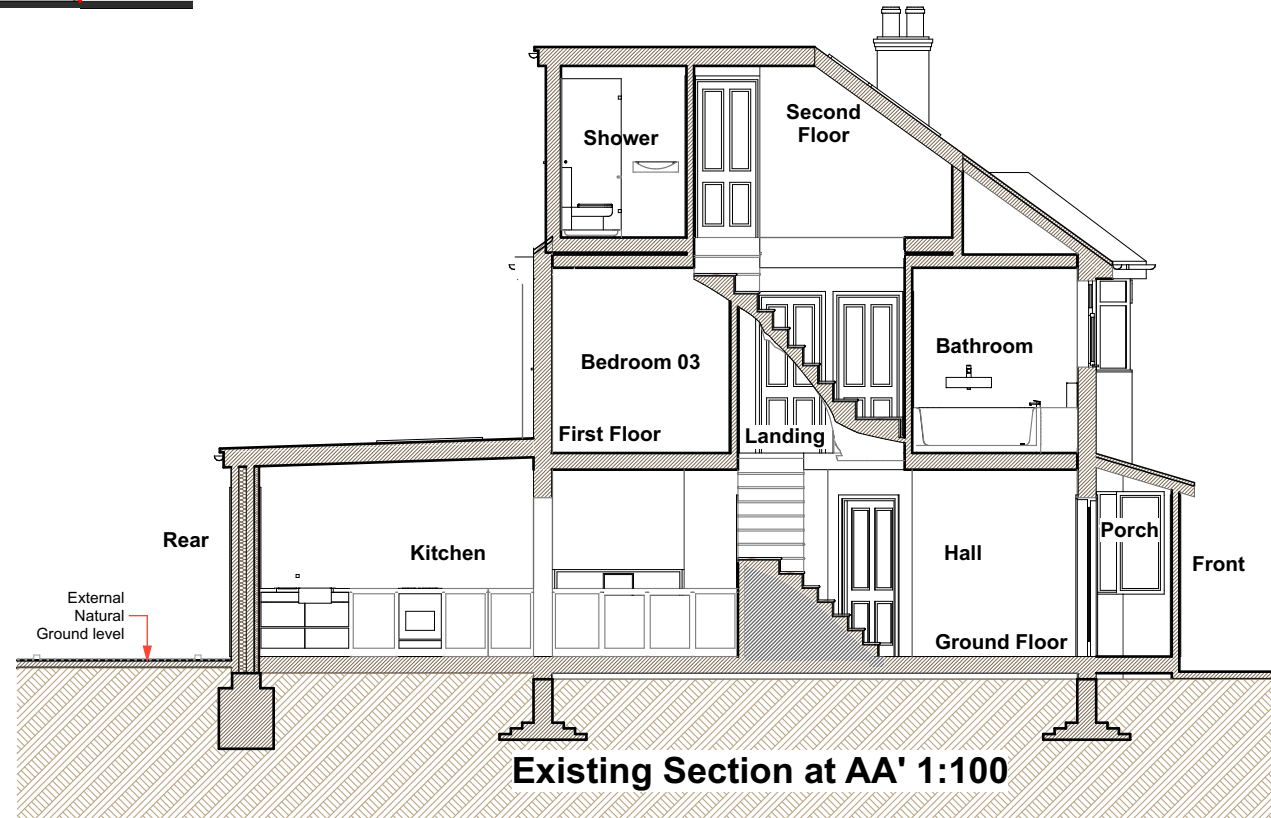 Second
Floor
Shower
Bathroom
Bedroom 03
First Floor
Landing
Porch
Rear
Kitchen
Hall
Front
External
Natural
Ground level
Ground Floor
Existing Section at AA' 1:100